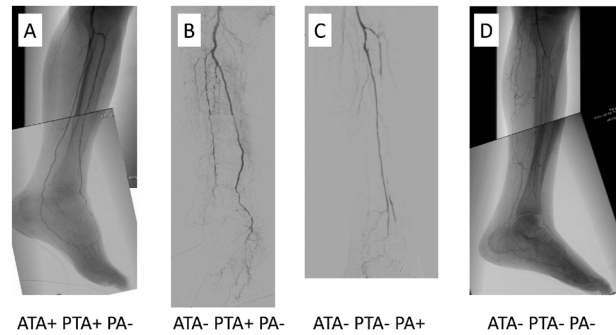 A
B
C
D
ATA+ PTA+ PA-
ATA- PTA+ PA-
ATA- PTA- PA+
ATA- PTA- PA-